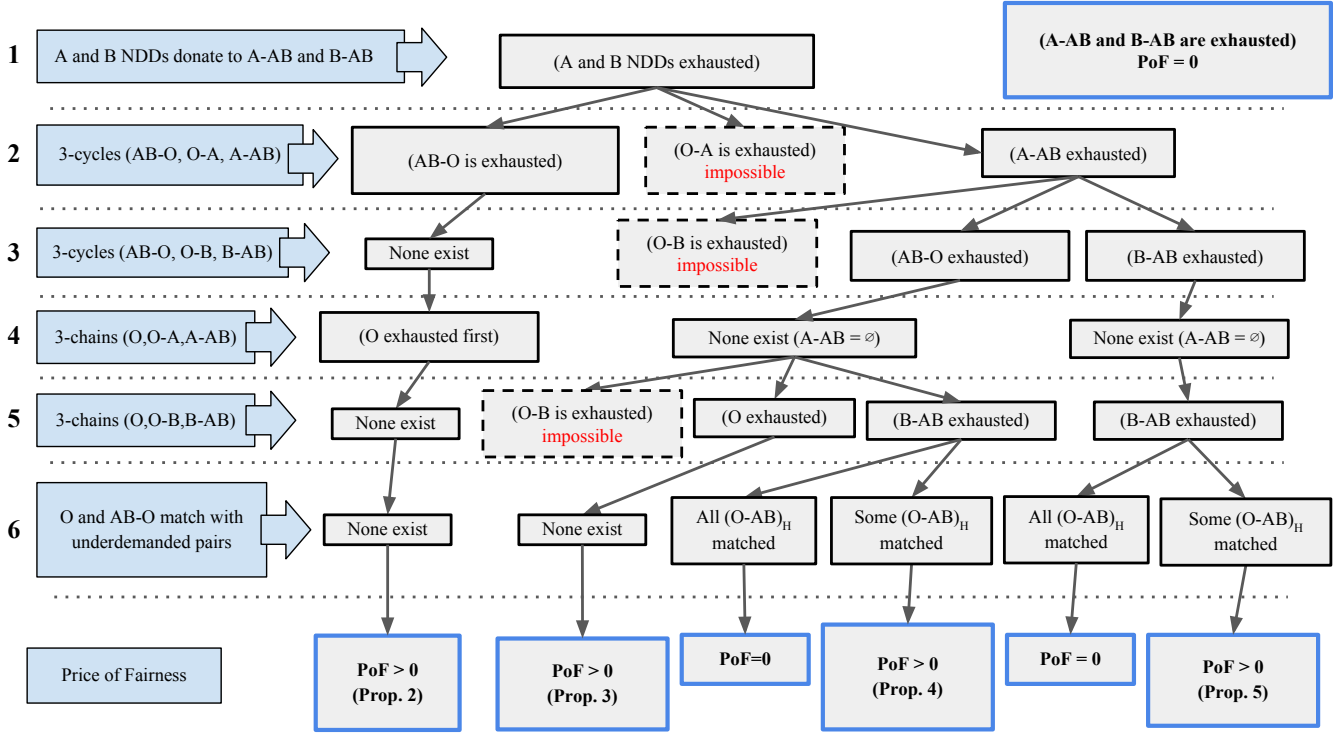 1
A and B NDDs donate to A-AB and B-AB
(A and B NDDs exhausted)
(A-AB and B-AB are exhausted)
PoF = 0
2
3-cycles (AB-O, O-A, A-AB)
(AB-O is exhausted)
(O-A is exhausted)
impossible
(A-AB exhausted)
3
3-cycles (AB-O, O-B, B-AB)
None exist
(O-B is exhausted)
impossible
(AB-O exhausted)
(B-AB exhausted)
4
3-chains (O,O-A,A-AB)
(O exhausted first)
None exist (A-AB = ∅)
None exist (A-AB = ∅)
5
3-chains (O,O-B,B-AB)
None exist
(O-B is exhausted)
impossible
(O exhausted)
(B-AB exhausted)
(B-AB exhausted)
6
O and AB-O match with
underdemanded pairs
None exist
None exist
All (O-AB)H
matched
Some (O-AB)H
matched
All (O-AB)H
matched
Some (O-AB)H
matched
Price of Fairness
PoF > 0
(Prop. 2)
PoF > 0
(Prop. 3)
PoF=0
PoF > 0
(Prop. 4)
PoF = 0
PoF > 0
(Prop. 5)